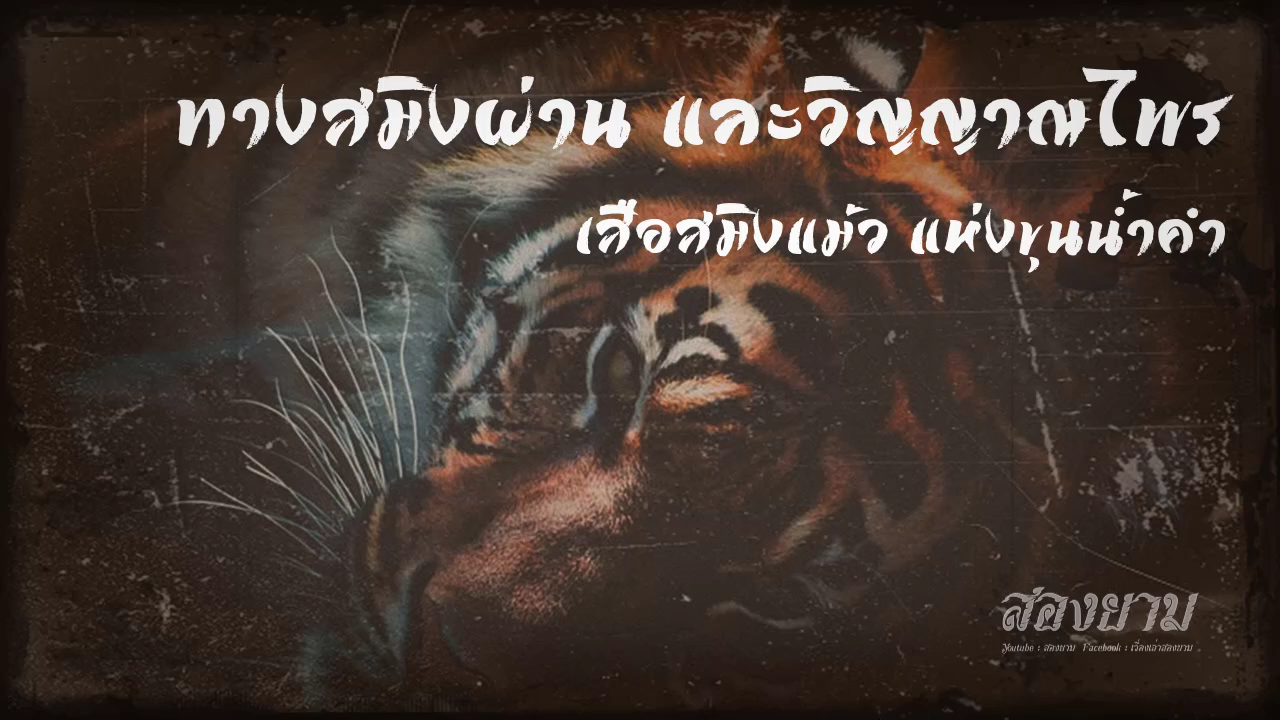 ทางสมิงผ่าน และวิญญาณไพร
เสือสมิงแม้ว แห่งขุนน้ำคำ
สองยาม
Youtube : สองยาม Facebook : เรื่องเล่าสองยาม